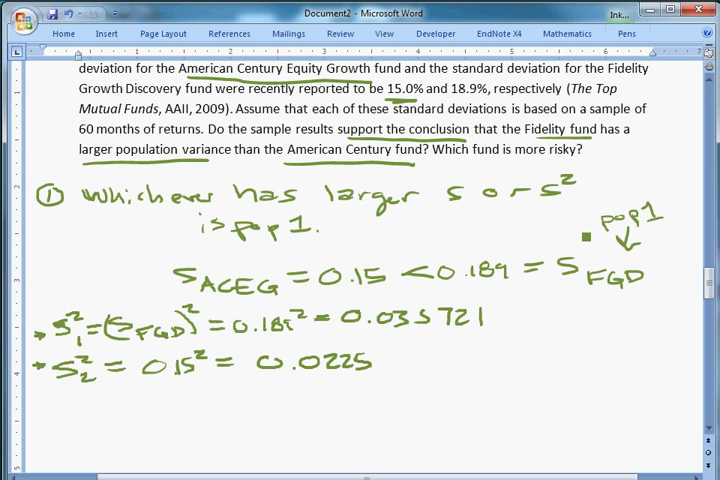 Document2 - Microsoft Word
Ink...
Home Insert Page Layout References Mailings Review EndNote X4 Mathematics Pens
deviation for the American Century Equity Growth fund and the standard deviation for the Fidelity
Growth Discovery fund were recently reported to be 15.0% and 18.9%, respectively (The Top
Mutual Funds, AAII, 2009). Assume that each of these standard deviations is based on a sample of
60 months of returns. Do the sample results support the conclusion that the Fidelity fund has a
larger population variance than the American Century fund? Which fund is more risky?
① Whichever has larger s or s²
is pop 1.
pop 1
S_ACEG = 0.15 < 0.189 = S_FGD
S₁² = (S_FGD)² = 0.189² = 0.035721
S₂² = 0.15² = 0.0225